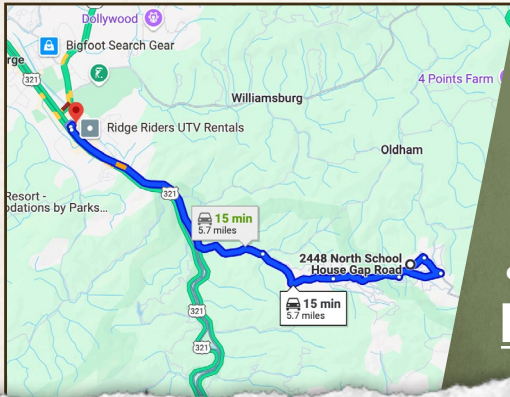 Dollywood
Bigfoot Search Gear
rge
321
4 Points Farm
Williamsburg
Ridge Riders UTV Rentals
Oldham
321
Resort -
odations by Parks...
15 min
5.7 miles
2448 North School
House Gap Road
15 min
5.7 miles
321
321
321